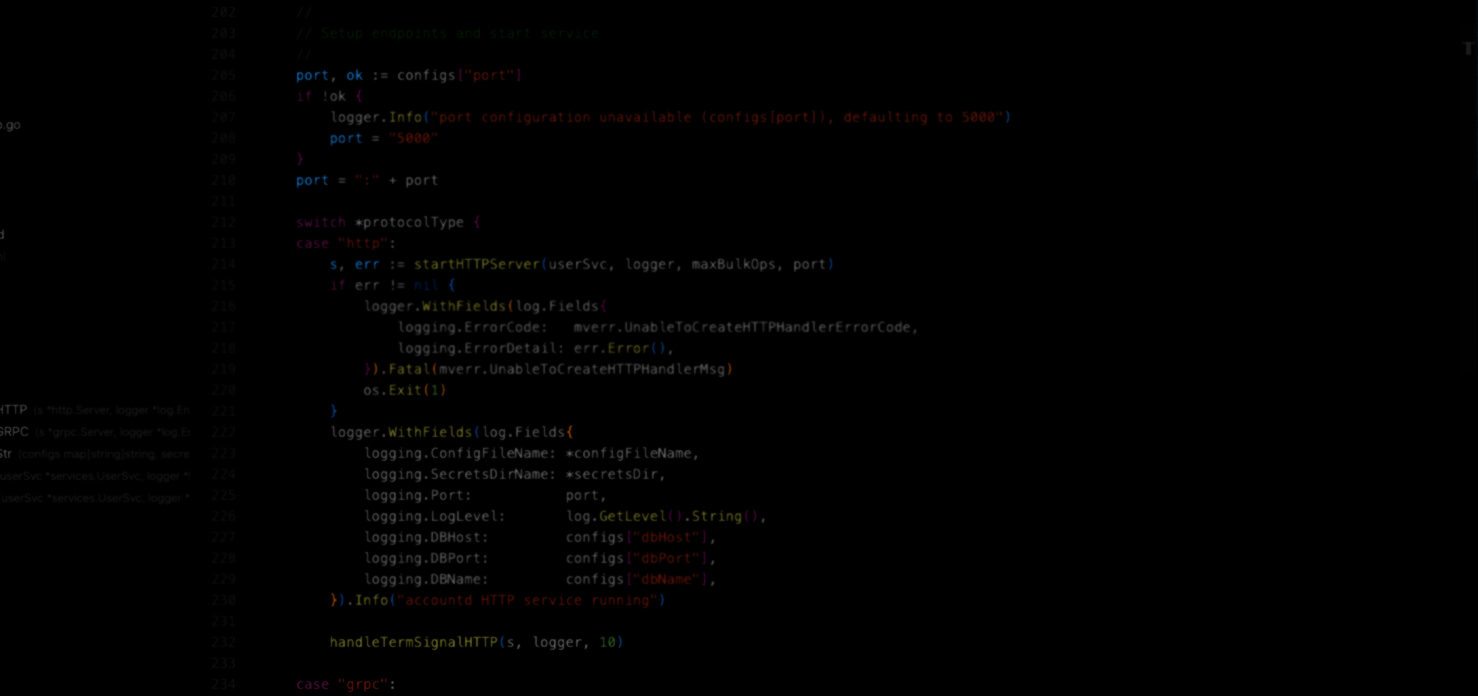 202 //
203 // Setup endpoints and start service
204 //
205 port, ok := configs["port"]
206 if !ok {
o.go
207 logger.Info("port configuration unavailable (configs[port]), defaulting to 5000")
208 port = "5000"
209 }
210 port = ":" + port
211
212 switch *protocolType {
d
213 case "http":
214 s, err := startHTTPServer(userSvc, logger, maxBulkOps, port)
215 if err != nil {
216 logger.WithFields(log.Fields{
217 logging.ErrorCode: mverr.UnableToCreateHTTPHandlerErrorCode,
218 logging.ErrorDetail: err.Error(),
219 }).Fatal(mverr.UnableToCreateHTTPHandlerMsg)
220 os.Exit(1)
HTTP (s *http.Server, logger *log.En
221 }
GRPC (s *grpc.Server, logger *log.En
222 logger.WithFields(log.Fields{
Str (configs map[string]string, secre
223 logging.ConfigFileName: *configFileName,
userSvc *services.UserSvc, logger *
224 logging.SecretsDirName: *secretsDir,
userSvc *services.UserSvc, logger *
225 logging.Port: port,
226 logging.LogLevel: log.GetLevel().String(),
227 logging.DBHost: configs["dbHost"],
228 logging.DBPort: configs["dbPort"],
229 logging.DBName: configs["dbName"],
230 }).Info("accountd HTTP service running")
231
232 handleTermSignalHTTP(s, logger, 10)
233
234 case "grpc":